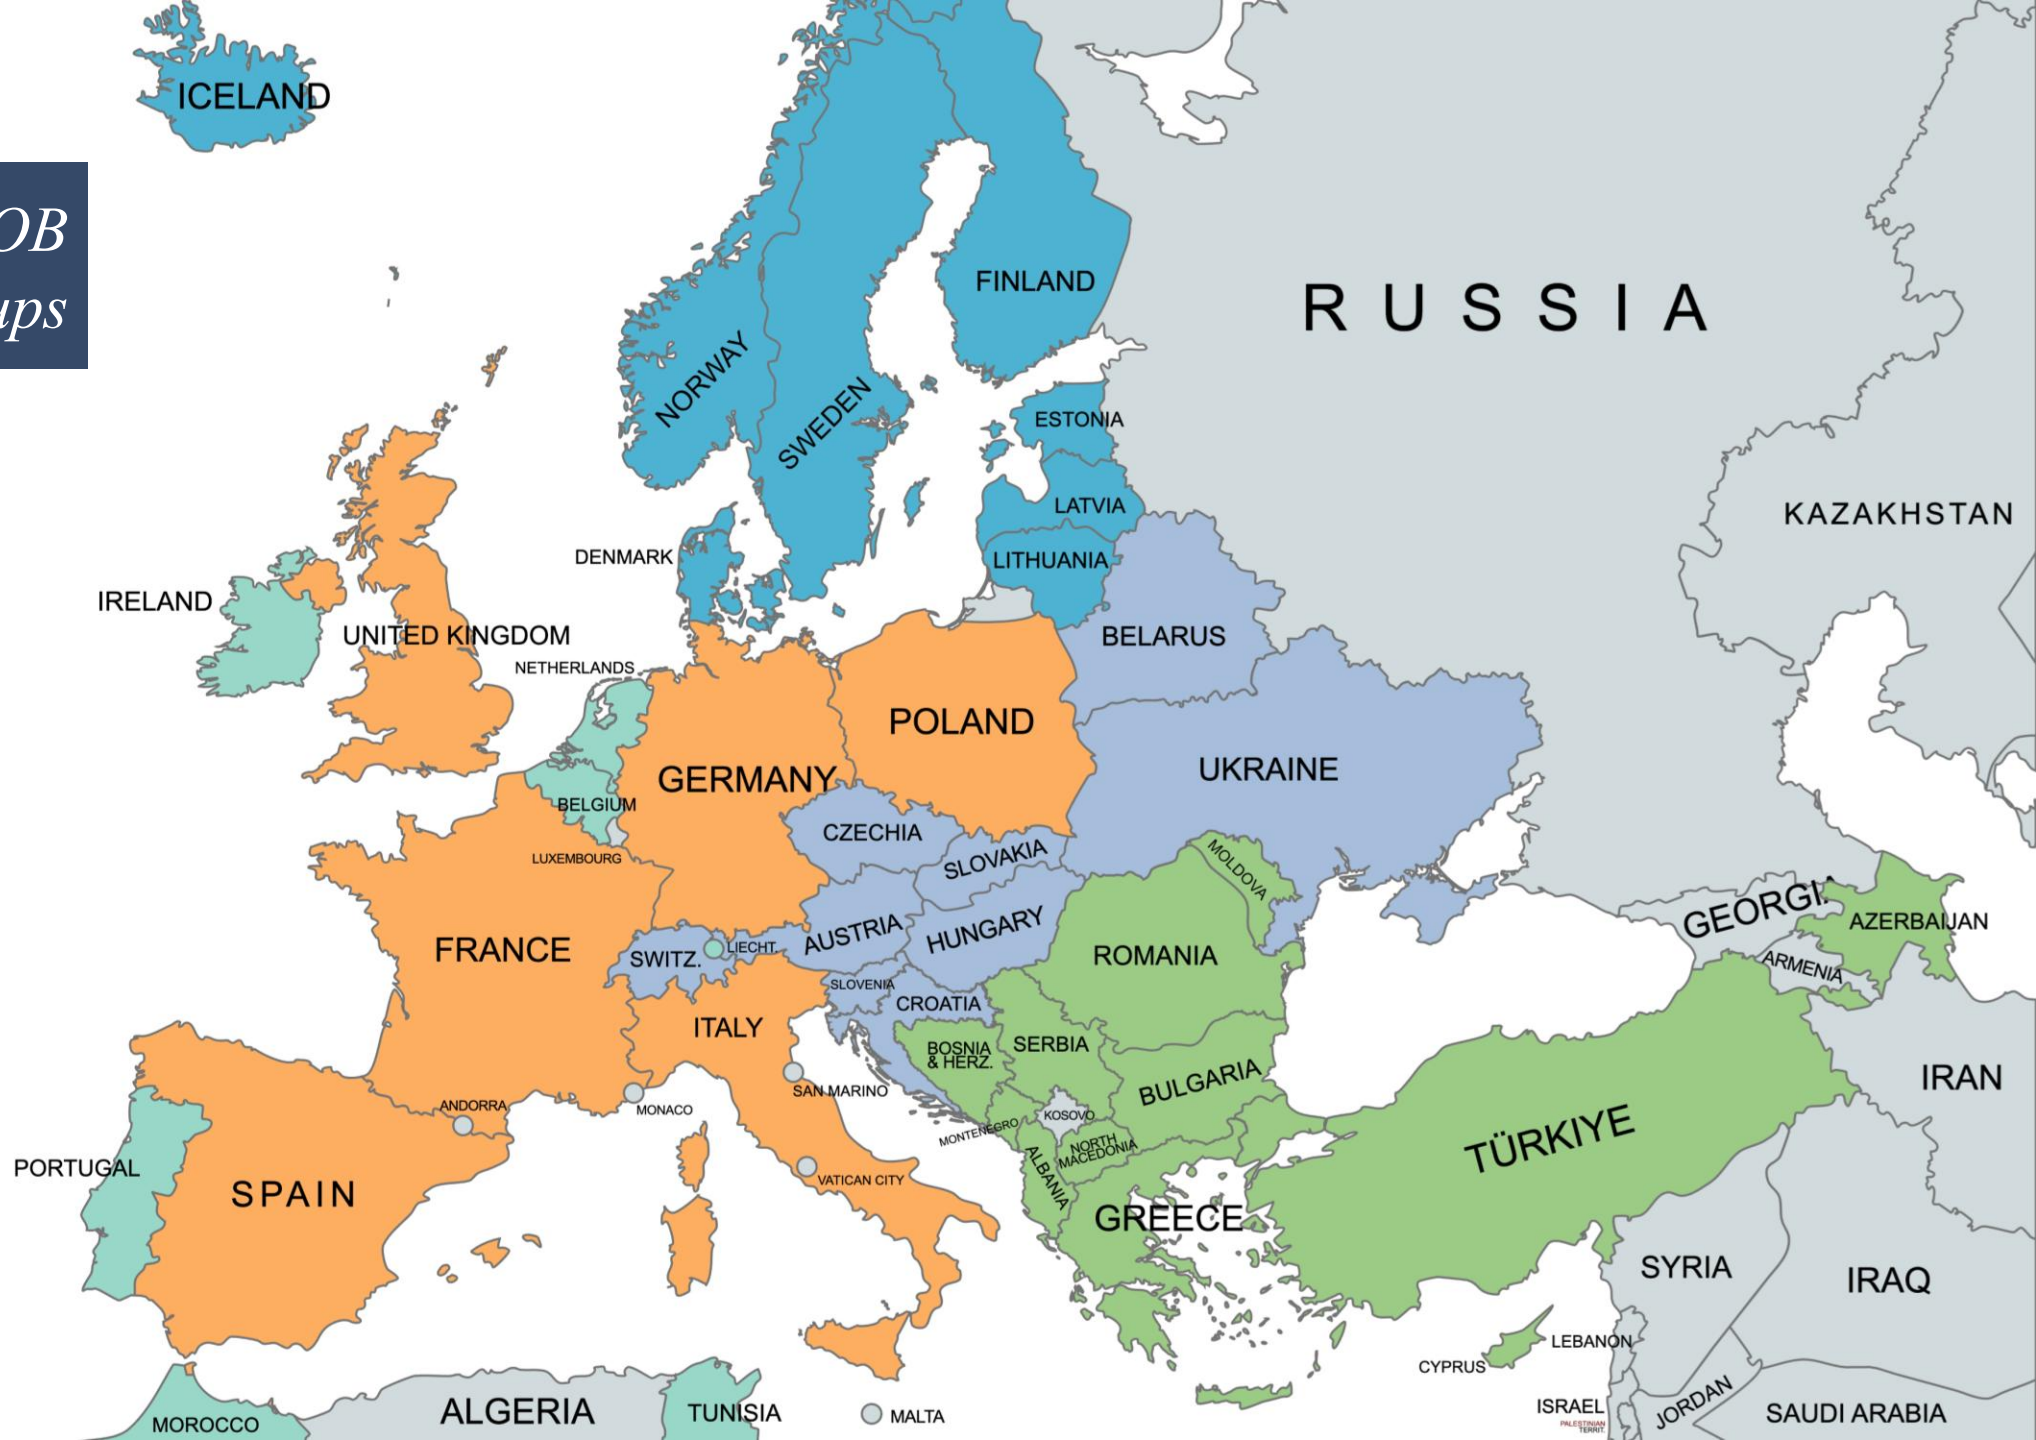 ICELAND
OB
ups
FINLAND
RUSSIA
NORWAY
SWEDEN
ESTONIA
LATVIA
KAZAKHSTAN
DENMARK
LITHUANIA
IRELAND
UNITED KINGDOM
BELARUS
NETHERLANDS
POLAND
GERMANY
UKRAINE
BELGIUM
CZECHIA
LUXEMBOURG
SLOVAKIA
MOLDOVA
FRANCE
SWITZ.
LIECHT.
AUSTRIA
HUNGARY
ROMANIA
GEORGI
AZERBAIJAN
ARMENIA
SLOVENIA
CROATIA
ITALY
BOSNIA
& HERZ.
SERBIA
BULGARIA
IRAN
SAN MARINO
ANDORRA
MONACO
KOSOVO
MONTENEGRO
NORTH
MACEDONIA
TÜRKIYE
PORTUGAL
SPAIN
VATICAN CITY
ALBANIA
GREECE
SYRIA
IRAQ
LEBANON
CYPRUS
ISRAEL
PALESTINIAN
TERRIT.
JORDAN
SAUDI ARABIA
MOROCCO
ALGERIA
TUNISIA
MALTA